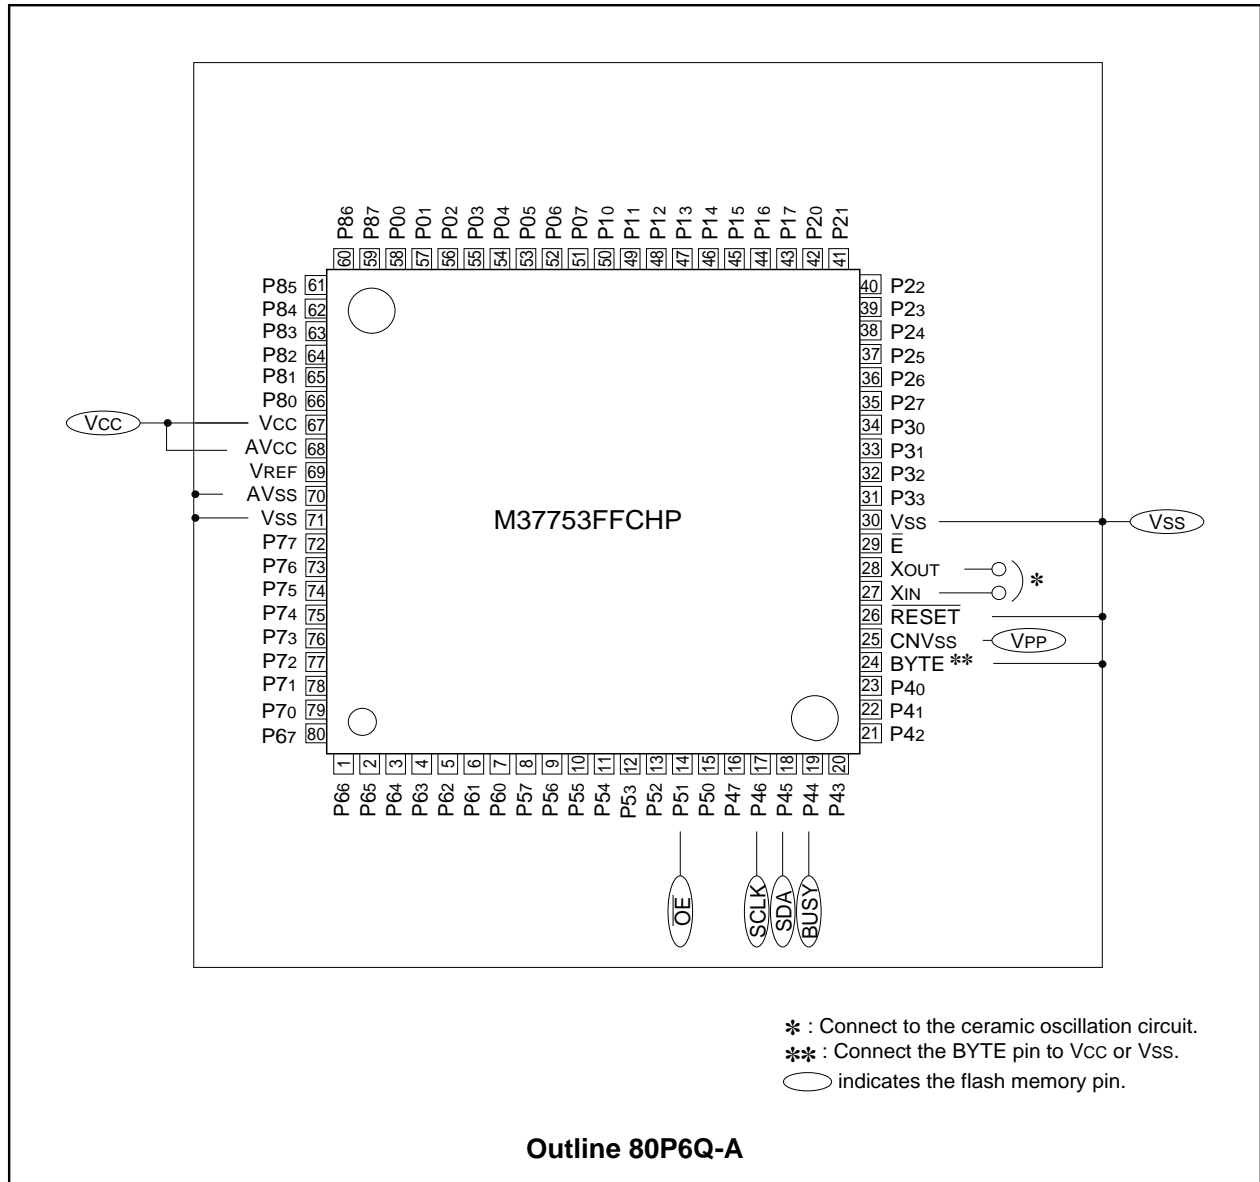 P86 P87 P00 P01 P02 P03 P04 P05 P06 P07 P10 P11 P12 P13 P14 P15 P16 P17 P20 P21
60 59 58 57 56 55 54 53 52 51 50 49 48 47 46 45 44 43 42 41
P85 61
P84 62
P83 63
P82 64
P81 65
P80 66
VCC VCC 67
AVCC 68
VREF 69
AVSS 70
VSS 71
P77 72
P76 73
P75 74
P74 75
P73 76
P72 77
P71 78
P70 79
P67 80
M37753FFCHP
40 P22
39 P23
38 P24
37 P25
36 P26
35 P27
34 P30
33 P31
32 P32
31 P33
30 VSS VSS
29 E̅
28 XOUT
27 XIN *
26 R̅E̅S̅E̅T̅
25 CNVSS VPP
24 BYTE **
23 P40
22 P41
21 P42
1 2 3 4 5 6 7 8 9 10 11 12 13 14 15 16 17 18 19 20
P66 P65 P64 P63 P62 P61 P60 P57 P56 P55 P54 P53 P52 P51 P50 P47 P46 P45 P44 P43
O̅E̅ SCLK SDA BUSY
* : Connect to the ceramic oscillation circuit.
** : Connect the BYTE pin to VCC or VSS.
indicates the flash memory pin.
Outline 80P6Q-A